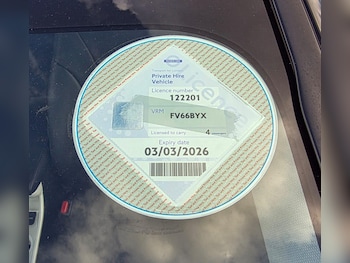 Private Hire
Vehicle
Licence number
122201
VRM
FV66BYX
Licensed to carry 4
Expiry date
03/03/2026